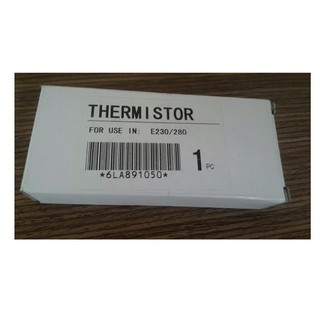 THERMISTOR
FOR USE IN: E230/280
1 PC
*6LA891050*